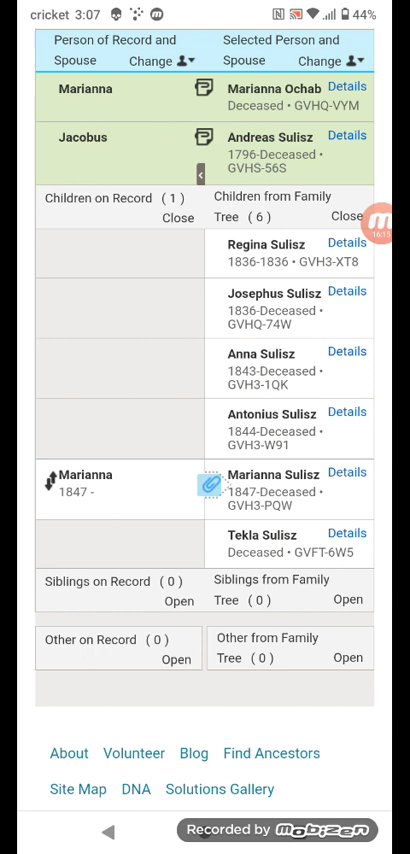 cricket 3:07 44%
Person of Record and
Spouse Change
Selected Person and
Spouse Change
Marianna
Marianna Ochab Details
Deceased • GVHQ-VYM
Jacobus
Andreas Sulisz Details
1796-Deceased •
GVHS-56S
Children on Record ( 1 )
Close
Children from Family
Tree ( 6 ) Close
16:15
Regina Sulisz Details
1836-1836 • GVH3-XT8
Josephus Sulisz Details
1836-Deceased •
GVHQ-74W
Anna Sulisz Details
1843-Deceased •
GVH3-1QK
Antonius Sulisz Details
1844-Deceased •
GVH3-W91
Marianna
1847 -
Marianna Sulisz Details
1847-Deceased •
GVH3-PQW
Tekla Sulisz Details
Deceased • GVFT-6W5
Siblings on Record ( 0 )
Open
Siblings from Family
Tree ( 0 ) Open
Other on Record ( 0 )
Open
Other from Family
Tree ( 0 ) Open
About Volunteer Blog Find Ancestors
Site Map DNA Solutions Gallery
Recorded by mobizen